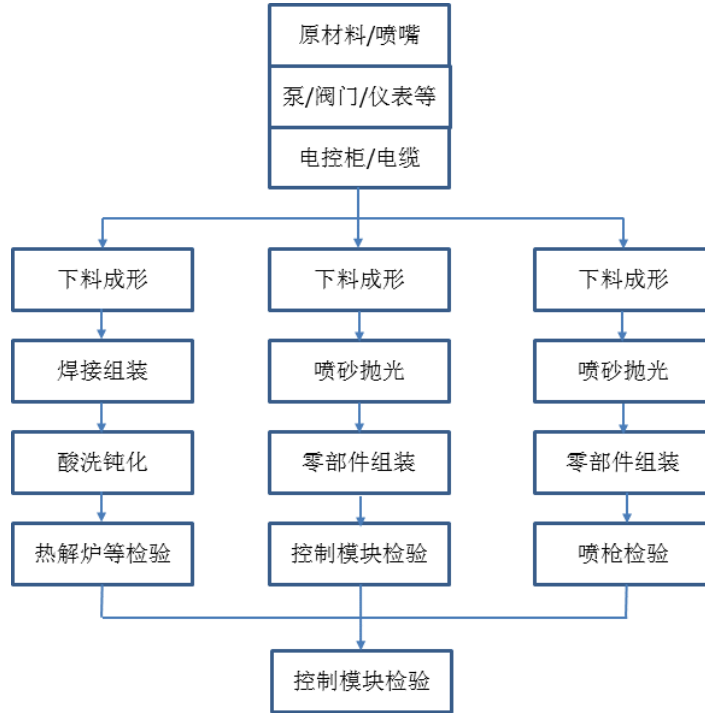 原材料/喷嘴
泵/阀门/仪表等
电控柜/电缆
下料成形
下料成形
下料成形
焊接组装
喷砂抛光
喷砂抛光
酸洗钝化
零部件组装
零部件组装
热解炉等检验
控制模块检验
喷枪检验
控制模块检验